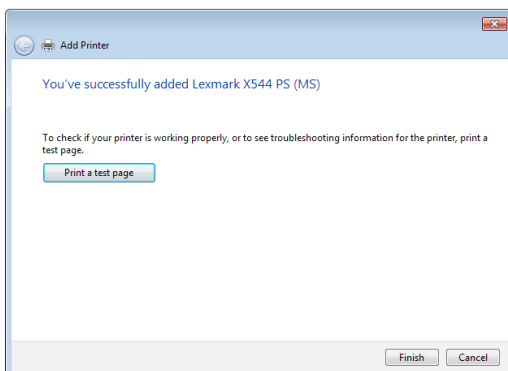 Add Printer
You've successfully added Lexmark X544 PS (MS)
To check if your printer is working properly, or to see troubleshooting information for the printer, print a
test page.
Print a test page
Finish Cancel